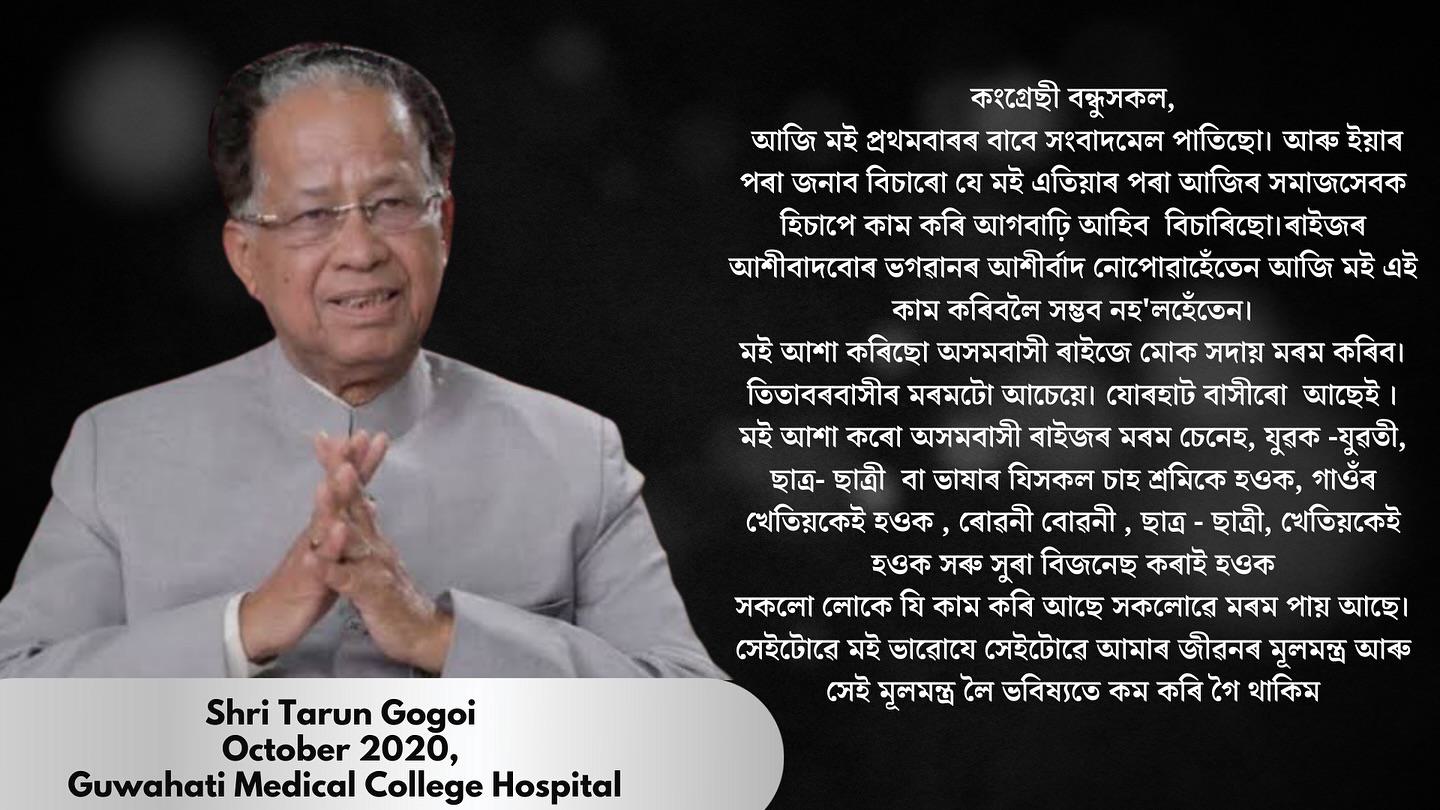 কংগ্ৰেছী বন্ধুসকল,
আজি মই প্ৰথমবাৰৰ বাবে সংবাদমেল পাতিছো। আৰু ইয়াৰ
পৰা জনাব বিচাৰো যে মই এতিয়াৰ পৰা আজিৰ সমাজসেবক
হিচাপে কাম কৰি আগবাঢ়ি আহিব বিচাৰিছো।ৰাইজৰ
আশীবাদবোৰ ভগৱানৰ আশীৰ্বাদ নোপোৱাহেঁতেন আজি মই এই
কাম কৰিবলৈ সম্ভব নহ'লহেঁতেন।
মই আশা কৰিছো অসমবাসী ৰাইজে মোক সদায় মৰম কৰিব।
তিতাবৰবাসীৰ মৰমটো আচেয়ে। যোৰহাট বাসীৰো আছেই ।
মই আশা কৰো অসমবাসী ৰাইজৰ মৰম চেনেহ, যুৱক -যুৱতী,
ছাত্ৰ- ছাত্ৰী বা ভাষাৰ যিসকল চাহ শ্ৰমিকে হওক, গাওঁৰ
খেতিয়কেই হওক , ৰোৱনী বোৱনী , ছাত্ৰ - ছাত্ৰী, খেতিয়কেই
হওক সৰু সুৰা বিজনেছ কৰাই হওক
সকলো লোকে যি কাম কৰি আছে সকলোৱে মৰম পায় আছে।
সেইটোৱে মই ভাৱোযে সেইটোৱে আমাৰ জীৱনৰ মূলমন্ত্ৰ আৰু
সেই মূলমন্ত্ৰ লৈ ভবিষ্যতে কম কৰি গৈ থাকিম
Shri Tarun Gogoi
October 2020,
Guwahati Medical College Hospital